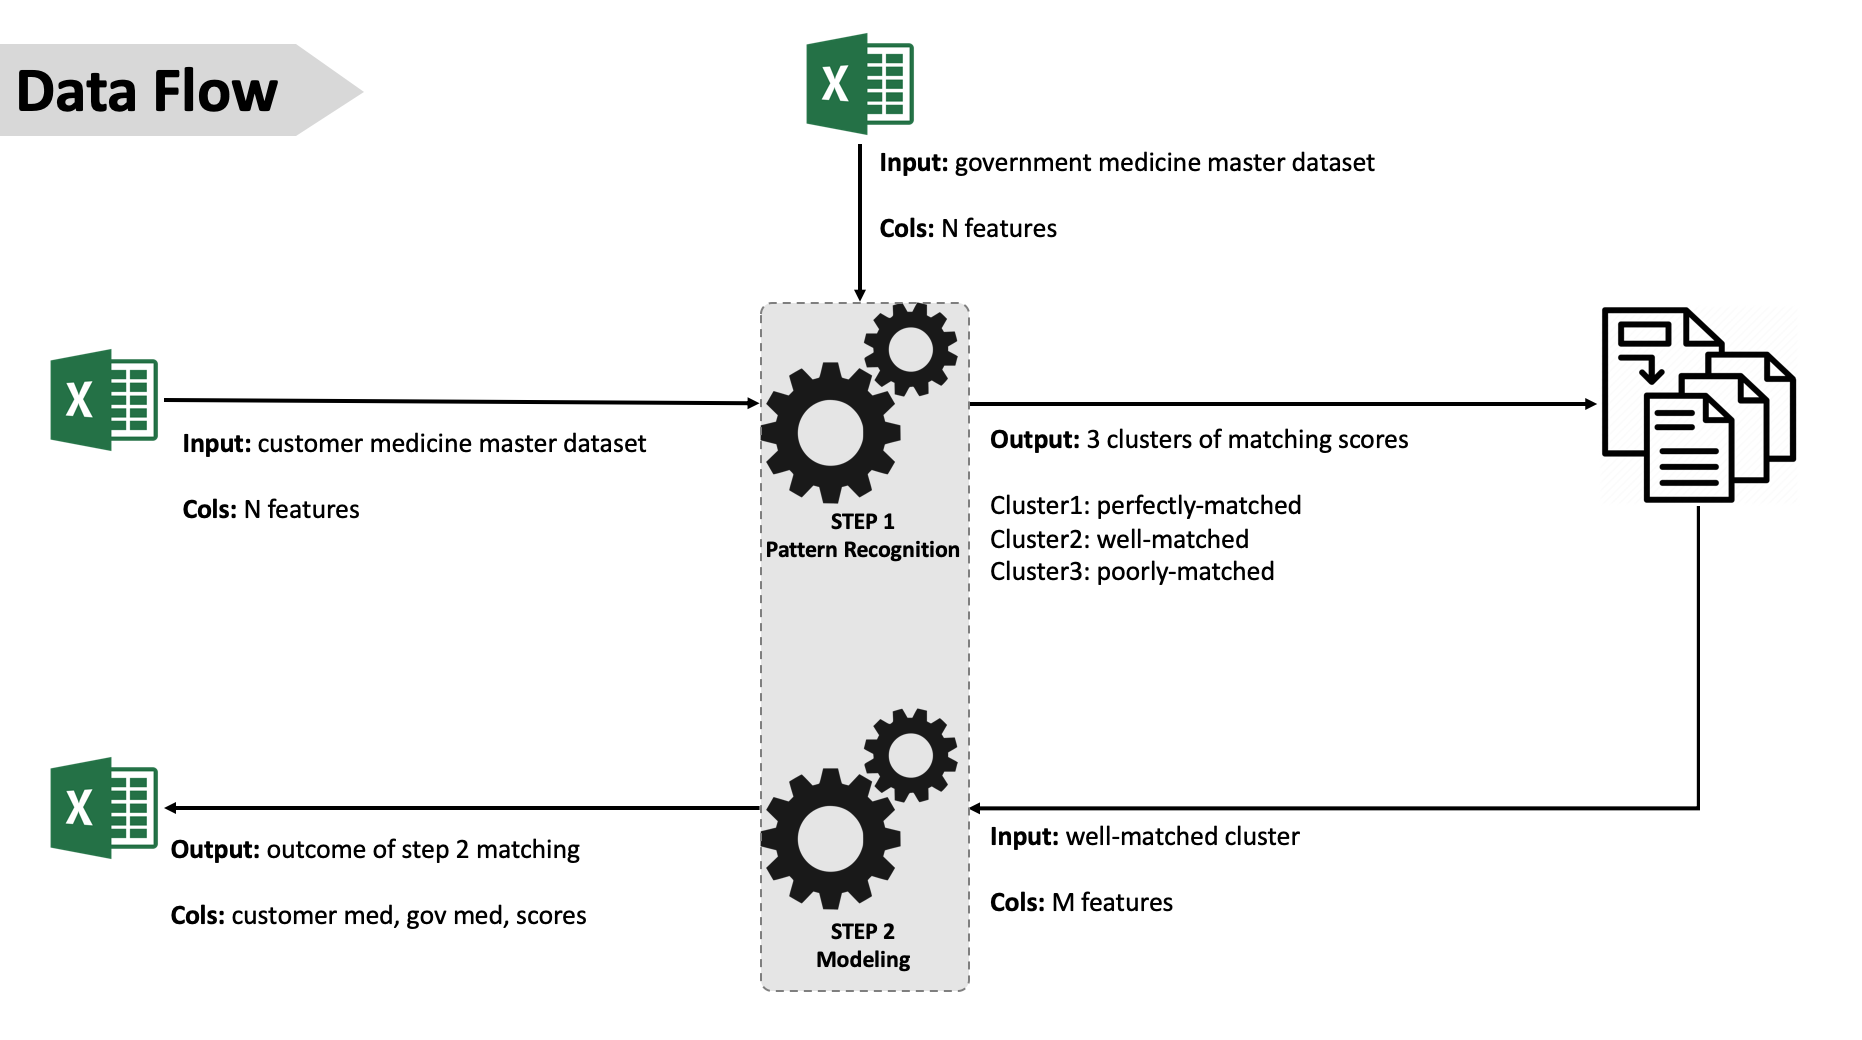 Data Flow
X
Input: government medicine master dataset
Cols: N features
X
Input: customer medicine master dataset
Cols: N features
STEP 1
Pattern Recognition
Output: 3 clusters of matching scores
Cluster1: perfectly-matched
Cluster2: well-matched
Cluster3: poorly-matched
X
Output: outcome of step 2 matching
Cols: customer med, gov med, scores
STEP 2
Modeling
Input: well-matched cluster
Cols: M features